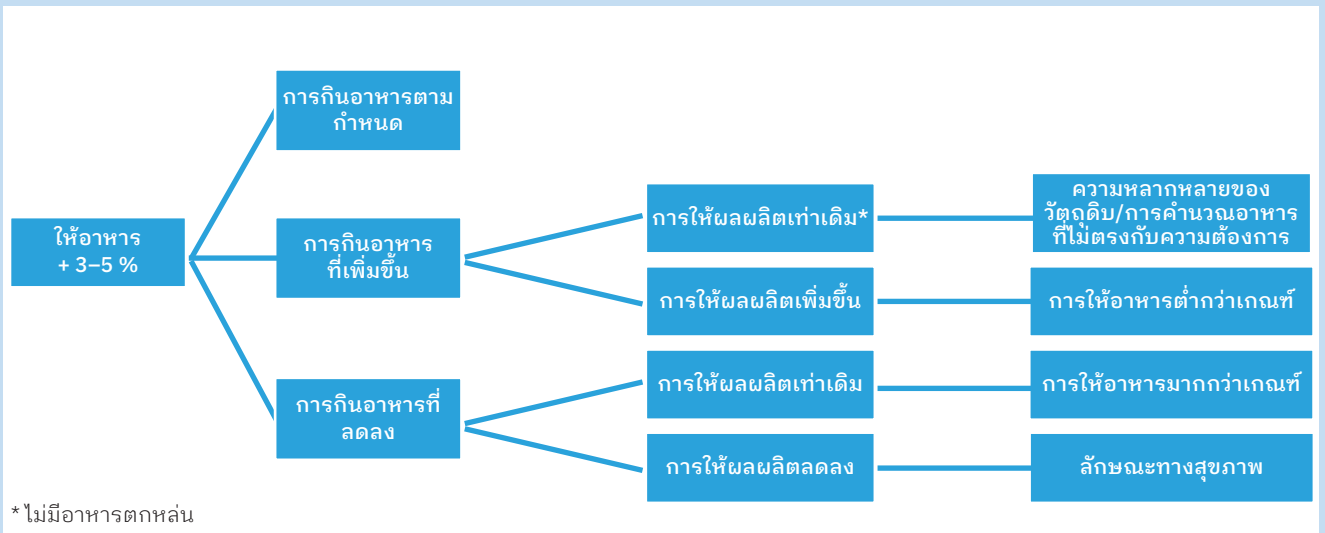 ให้อาหาร
+ 3–5 %
การกินอาหารตาม
กำหนด
การกินอาหาร
ที่เพิ่มขึ้น
การกินอาหารที่
ลดลง
การให้ผลผลิตเท่าเดิม*
การให้ผลผลิตเพิ่มขึ้น
การให้ผลผลิตเท่าเดิม
การให้ผลผลิตลดลง
ความหลากหลายของ
วัตถุดิบ/การคำนวณอาหาร
ที่ไม่ตรงกับความต้องการ
การให้อาหารต่ำกว่าเกณฑ์
การให้อาหารมากกว่าเกณฑ์
ลักษณะทางสุขภาพ
* ไม่มีอาหารตกหล่น